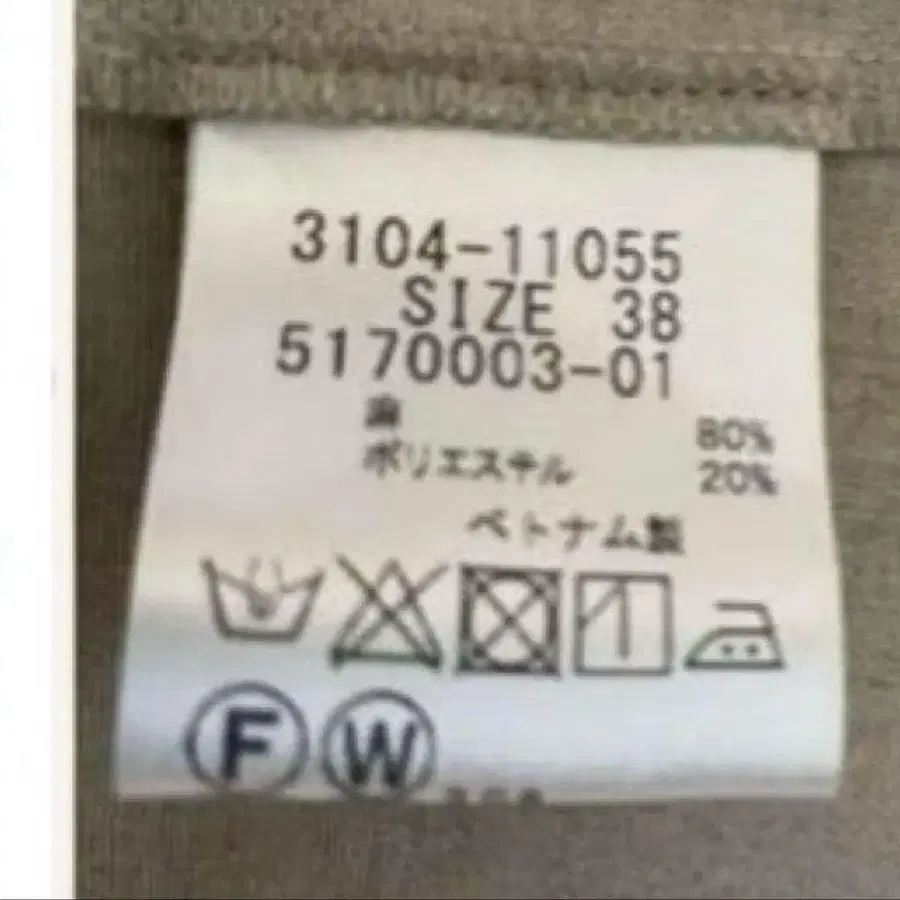 3104-11055
SIZE 38
5170003-01
麻 80%
ポリエステル 20%
ベトナム製
F W